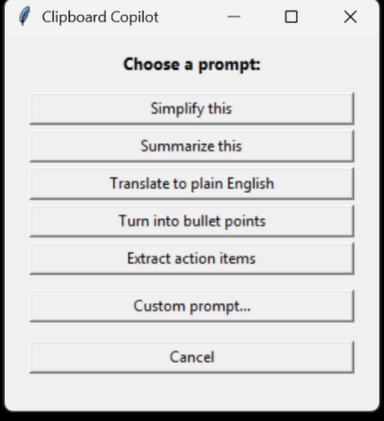 Clipboard Copilot
Choose a prompt:
Simplify this
Summarize this
Translate to plain English
Turn into bullet points
Extract action items
Custom prompt...
Cancel